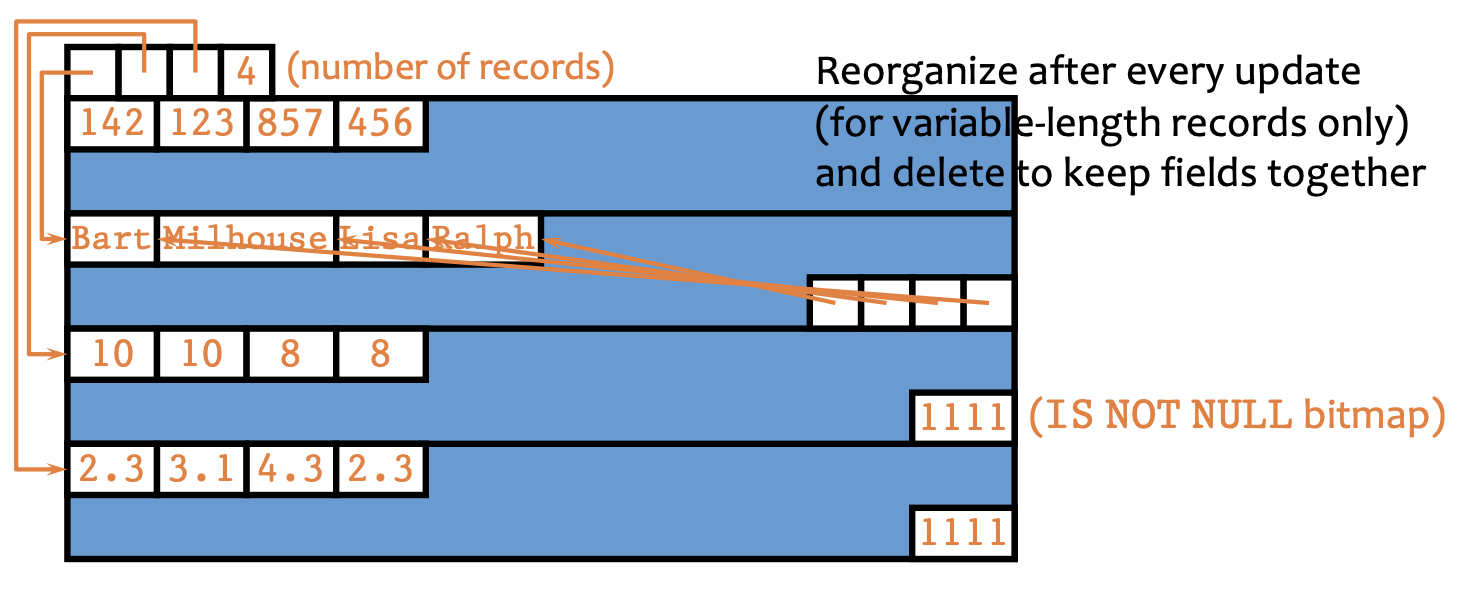 4 (number of records)
Reorganize after every update
(for variable-length records only)
and delete to keep fields together
142 123 857 456
Bart Milhouse Lisa Ralph
10 10 8 8
1111 (IS NOT NULL bitmap)
2.3 3.1 4.3 2.3
1111